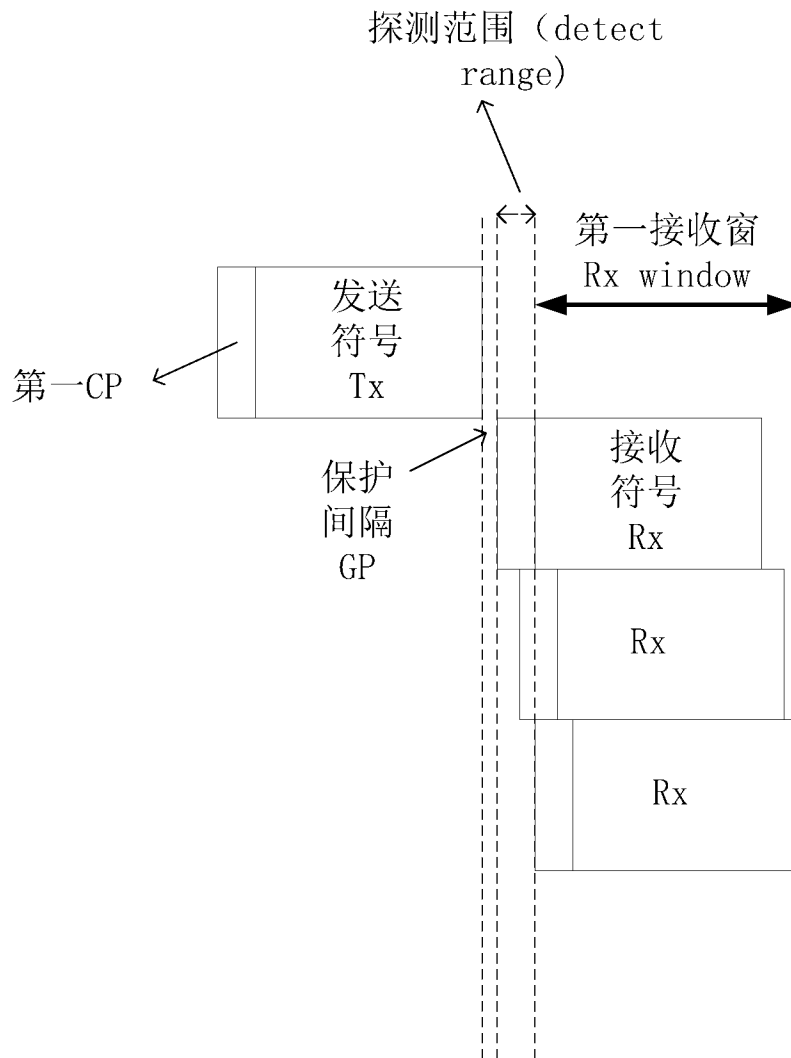 探测范围（detect
range)
第一接收窗
Rx window
发送
符号
Tx
第一CP
保护
间隔
GP
接收
符号
Rx
Rx
Rx